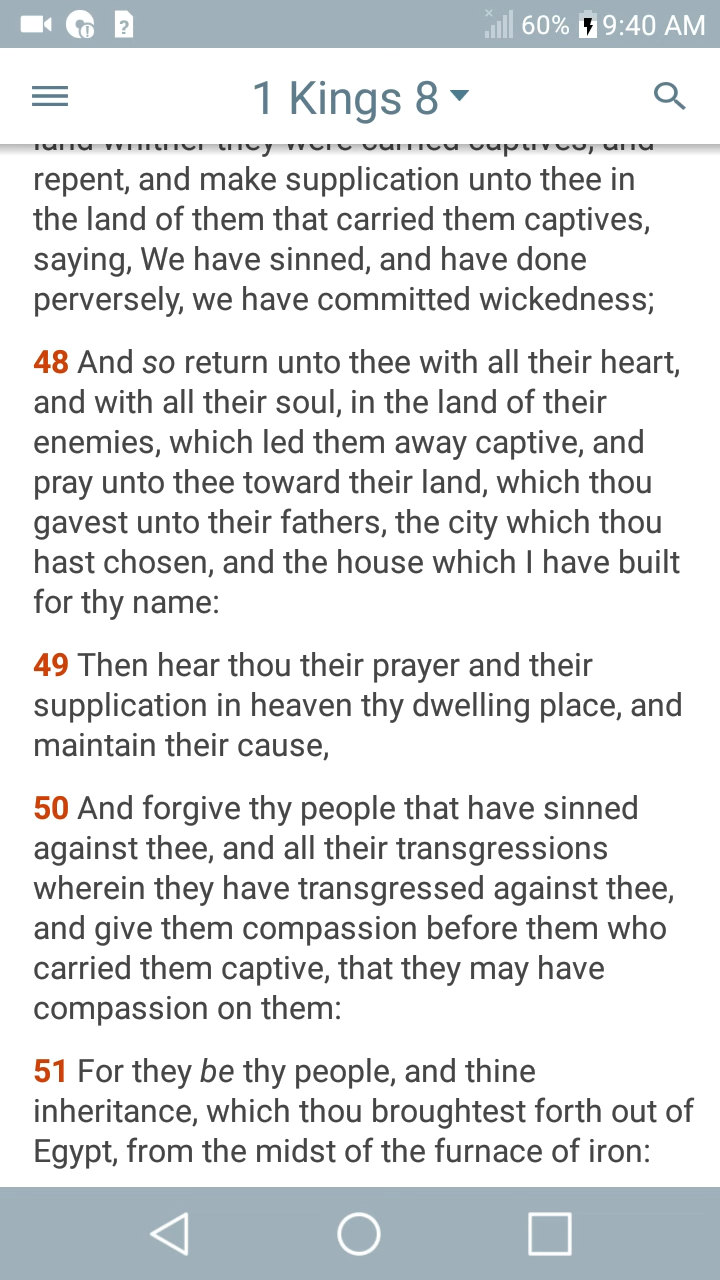 60% 9:40 AM
1 Kings 8
land whither they were carried captives, and
repent, and make supplication unto thee in
the land of them that carried them captives,
saying, We have sinned, and have done
perversely, we have committed wickedness;
48 And so return unto thee with all their heart,
and with all their soul, in the land of their
enemies, which led them away captive, and
pray unto thee toward their land, which thou
gavest unto their fathers, the city which thou
hast chosen, and the house which I have built
for thy name:
49 Then hear thou their prayer and their
supplication in heaven thy dwelling place, and
maintain their cause,
50 And forgive thy people that have sinned
against thee, and all their transgressions
wherein they have transgressed against thee,
and give them compassion before them who
carried them captive, that they may have
compassion on them:
51 For they be thy people, and thine
inheritance, which thou broughtest forth out of
Egypt, from the midst of the furnace of iron: